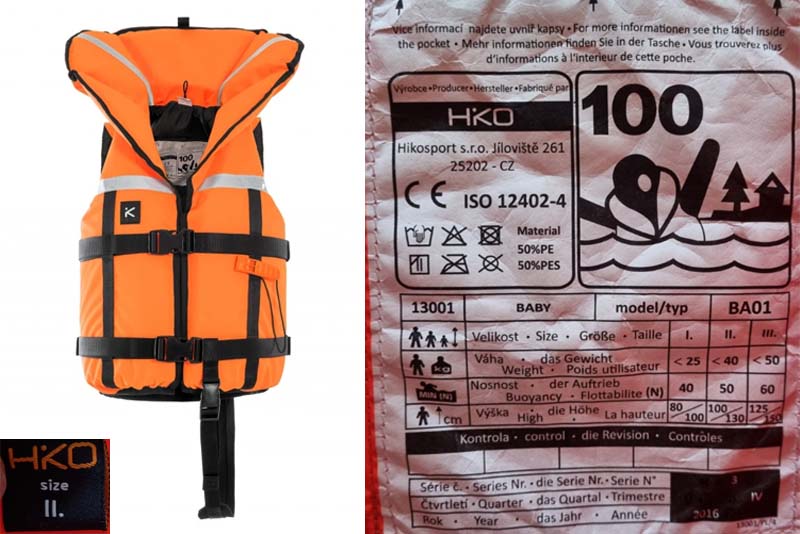 100
HIKO
size
II.
Více informací najdete uvnitř kapsy • For more informationen see the label inside
the pocket • Mehr informationen finden Sie in der Tasche • Vous trouverez plus
d'informations à l'interieur de cette poche.
Výrobce • Producer • Hersteller • Fabriqué par
HIKO
Hikosport s.r.o. Jíloviště 261
25202 - CZ
CE ISO 12402-4
Material
50%PE
50%PES
100
13001 BABY model/typ BA01
Velikost · Size · Größe · Taille I. II. III.
kg Váha · das Gewicht
Weight · Poids utilisateur < 25 < 40 < 50
MIN (N) Nosnost · der Auftrieb
Buoyancy · Flottabilite (N) 40 50 60
cm Výška · die Höhe
High · La hauteur 80/100 100/130 125/150
Kontrola · control · die Revision · Contrôles
Série č. · Series Nr. · die Serie Nr. · Serie N° 3
Čtvrtletí · Quarter · das Quartal · Trimestre IV
Rok · Year · das Jahr · Année 2016